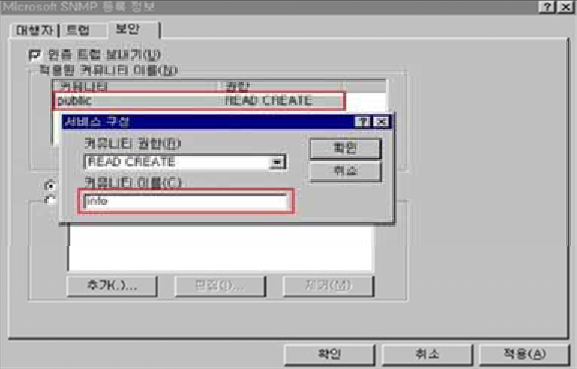 Microsoft SNMP 등록 정보
대행자 트랩 보안
인증 트랩 보내기(U)
적용된 커뮤니티 이름(N)
커뮤니티 권한
public READ CREATE
서비스 구성
커뮤니티 권한(R)
READ CREATE
확인
취소
커뮤니티 이름(C)
info
추가(.)...
편집(I)...
제거(M)
확인 취소 적용(A)